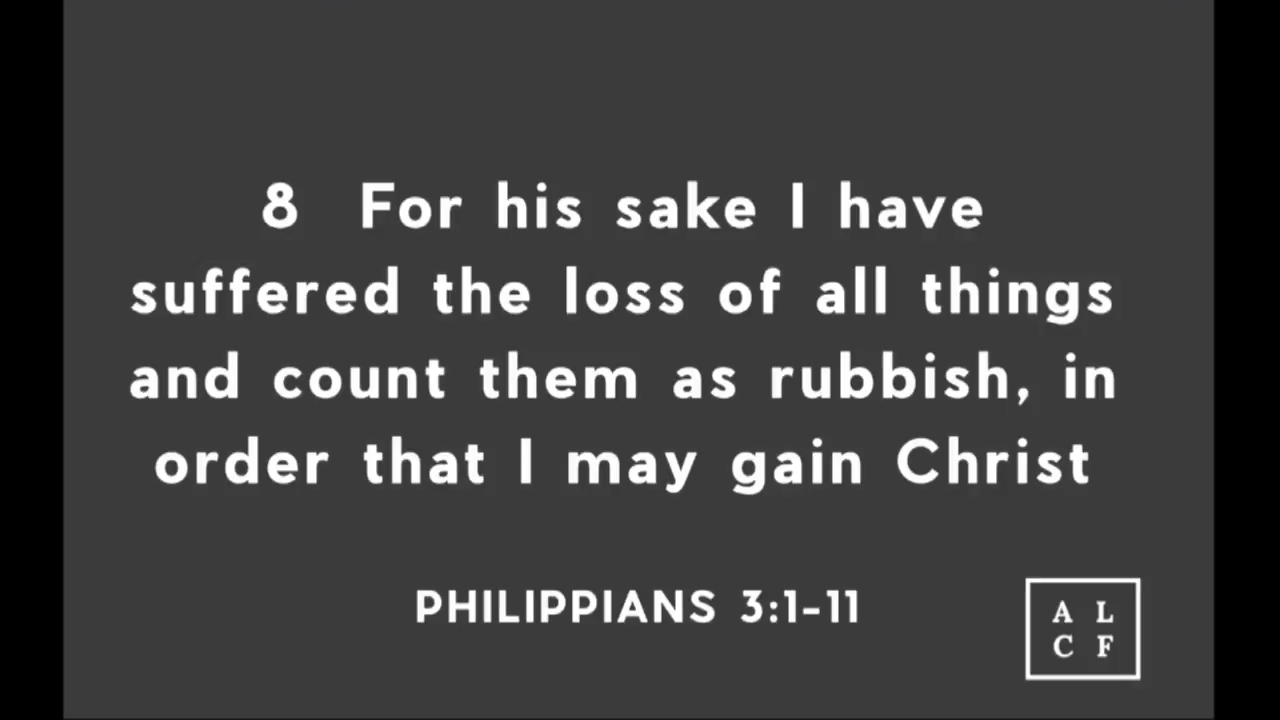 8 For his sake I have
suffered the loss of all things
and count them as rubbish, in
order that I may gain Christ
PHILIPPIANS 3:1-11
A L
C F